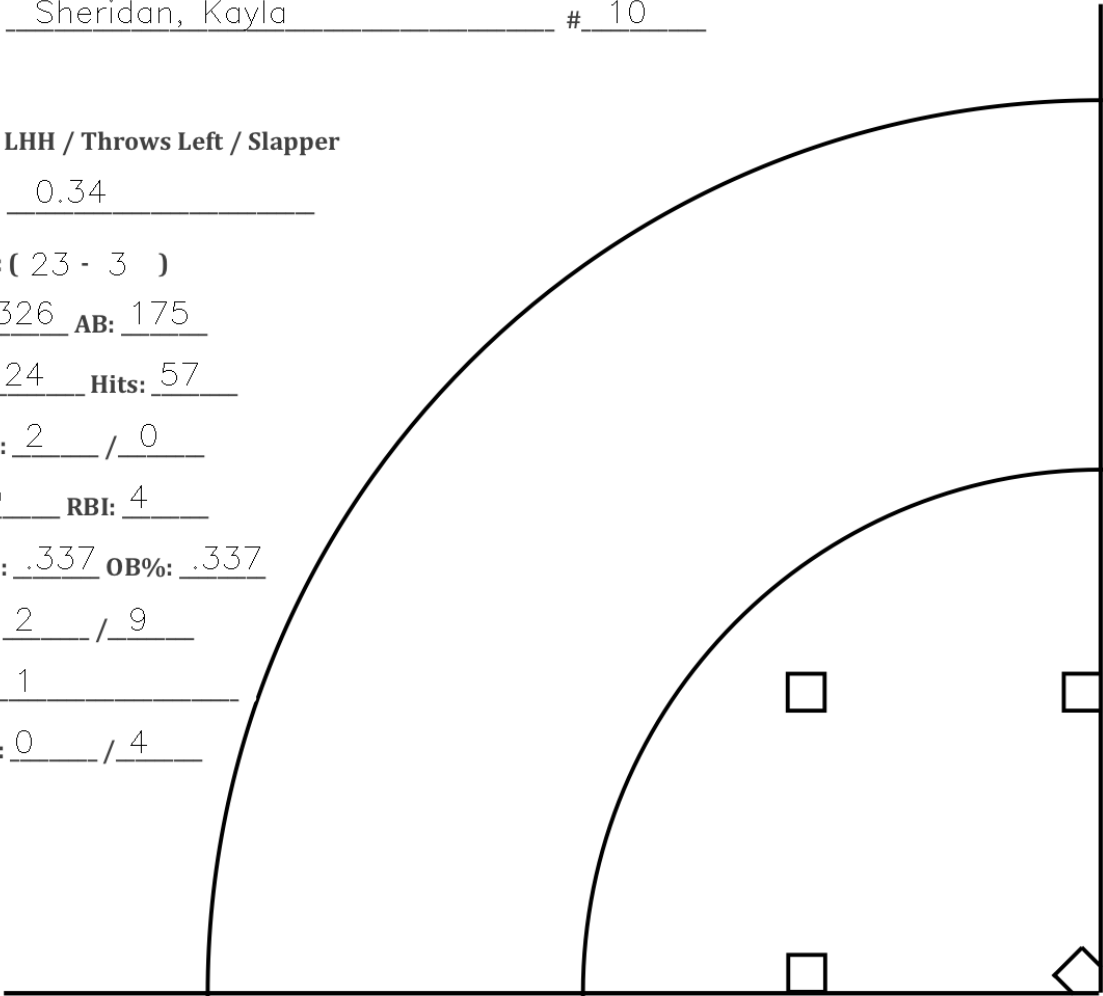 Sheridan, Kayla # 10
LHH / Throws Left / Slapper
0.34
: ( 23 - 3 )
326 AB: 175
24 Hits: 57
: 2 / 0
RBI: 4
: .337 OB%: .337
2 / 9
1
: 0 / 4